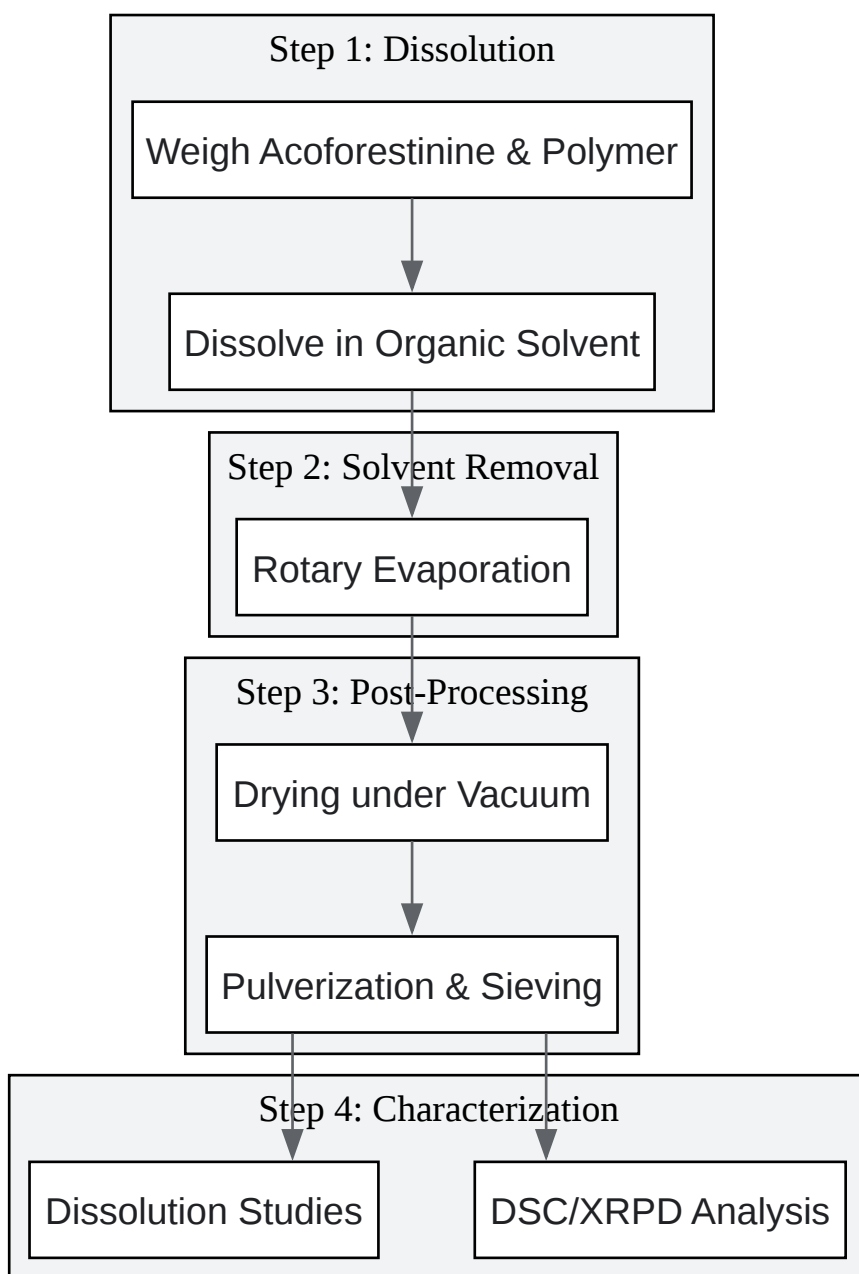 Step 1: Dissolution
Weigh Acoforestinine & Polymer
Dissolve in Organic Solvent
Step 2: Solvent Removal
Rotary Evaporation
Step 3: Post-Processing
Drying under Vacuum
Pulverization & Sieving
Step 4: Characterization
Dissolution Studies
DSC/XRPD Analysis